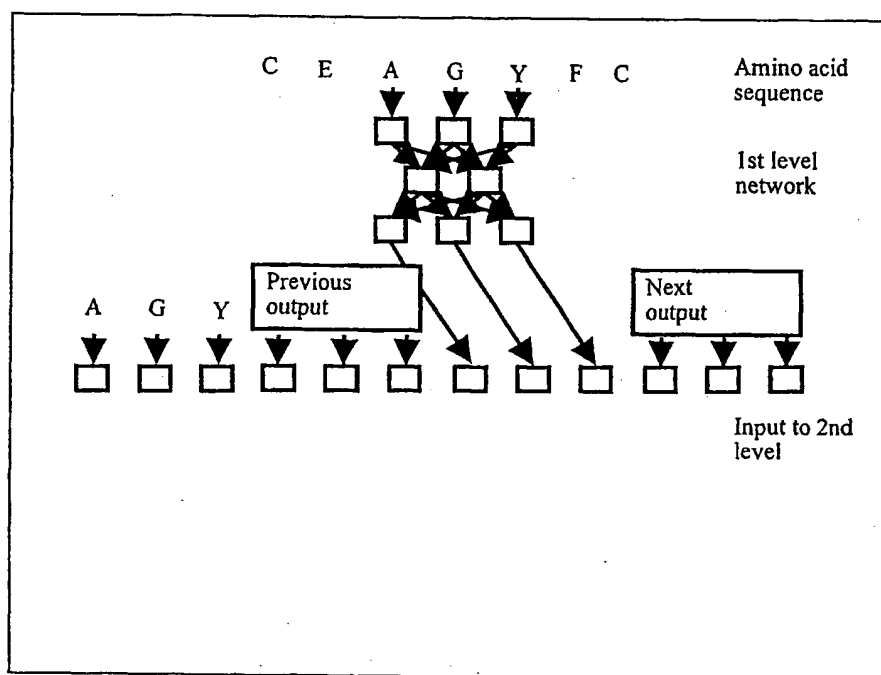 C E A G Y F C
Amino acid
sequence
1st level
network
Previous
output
Next
output
A G Y
Input to 2nd
level